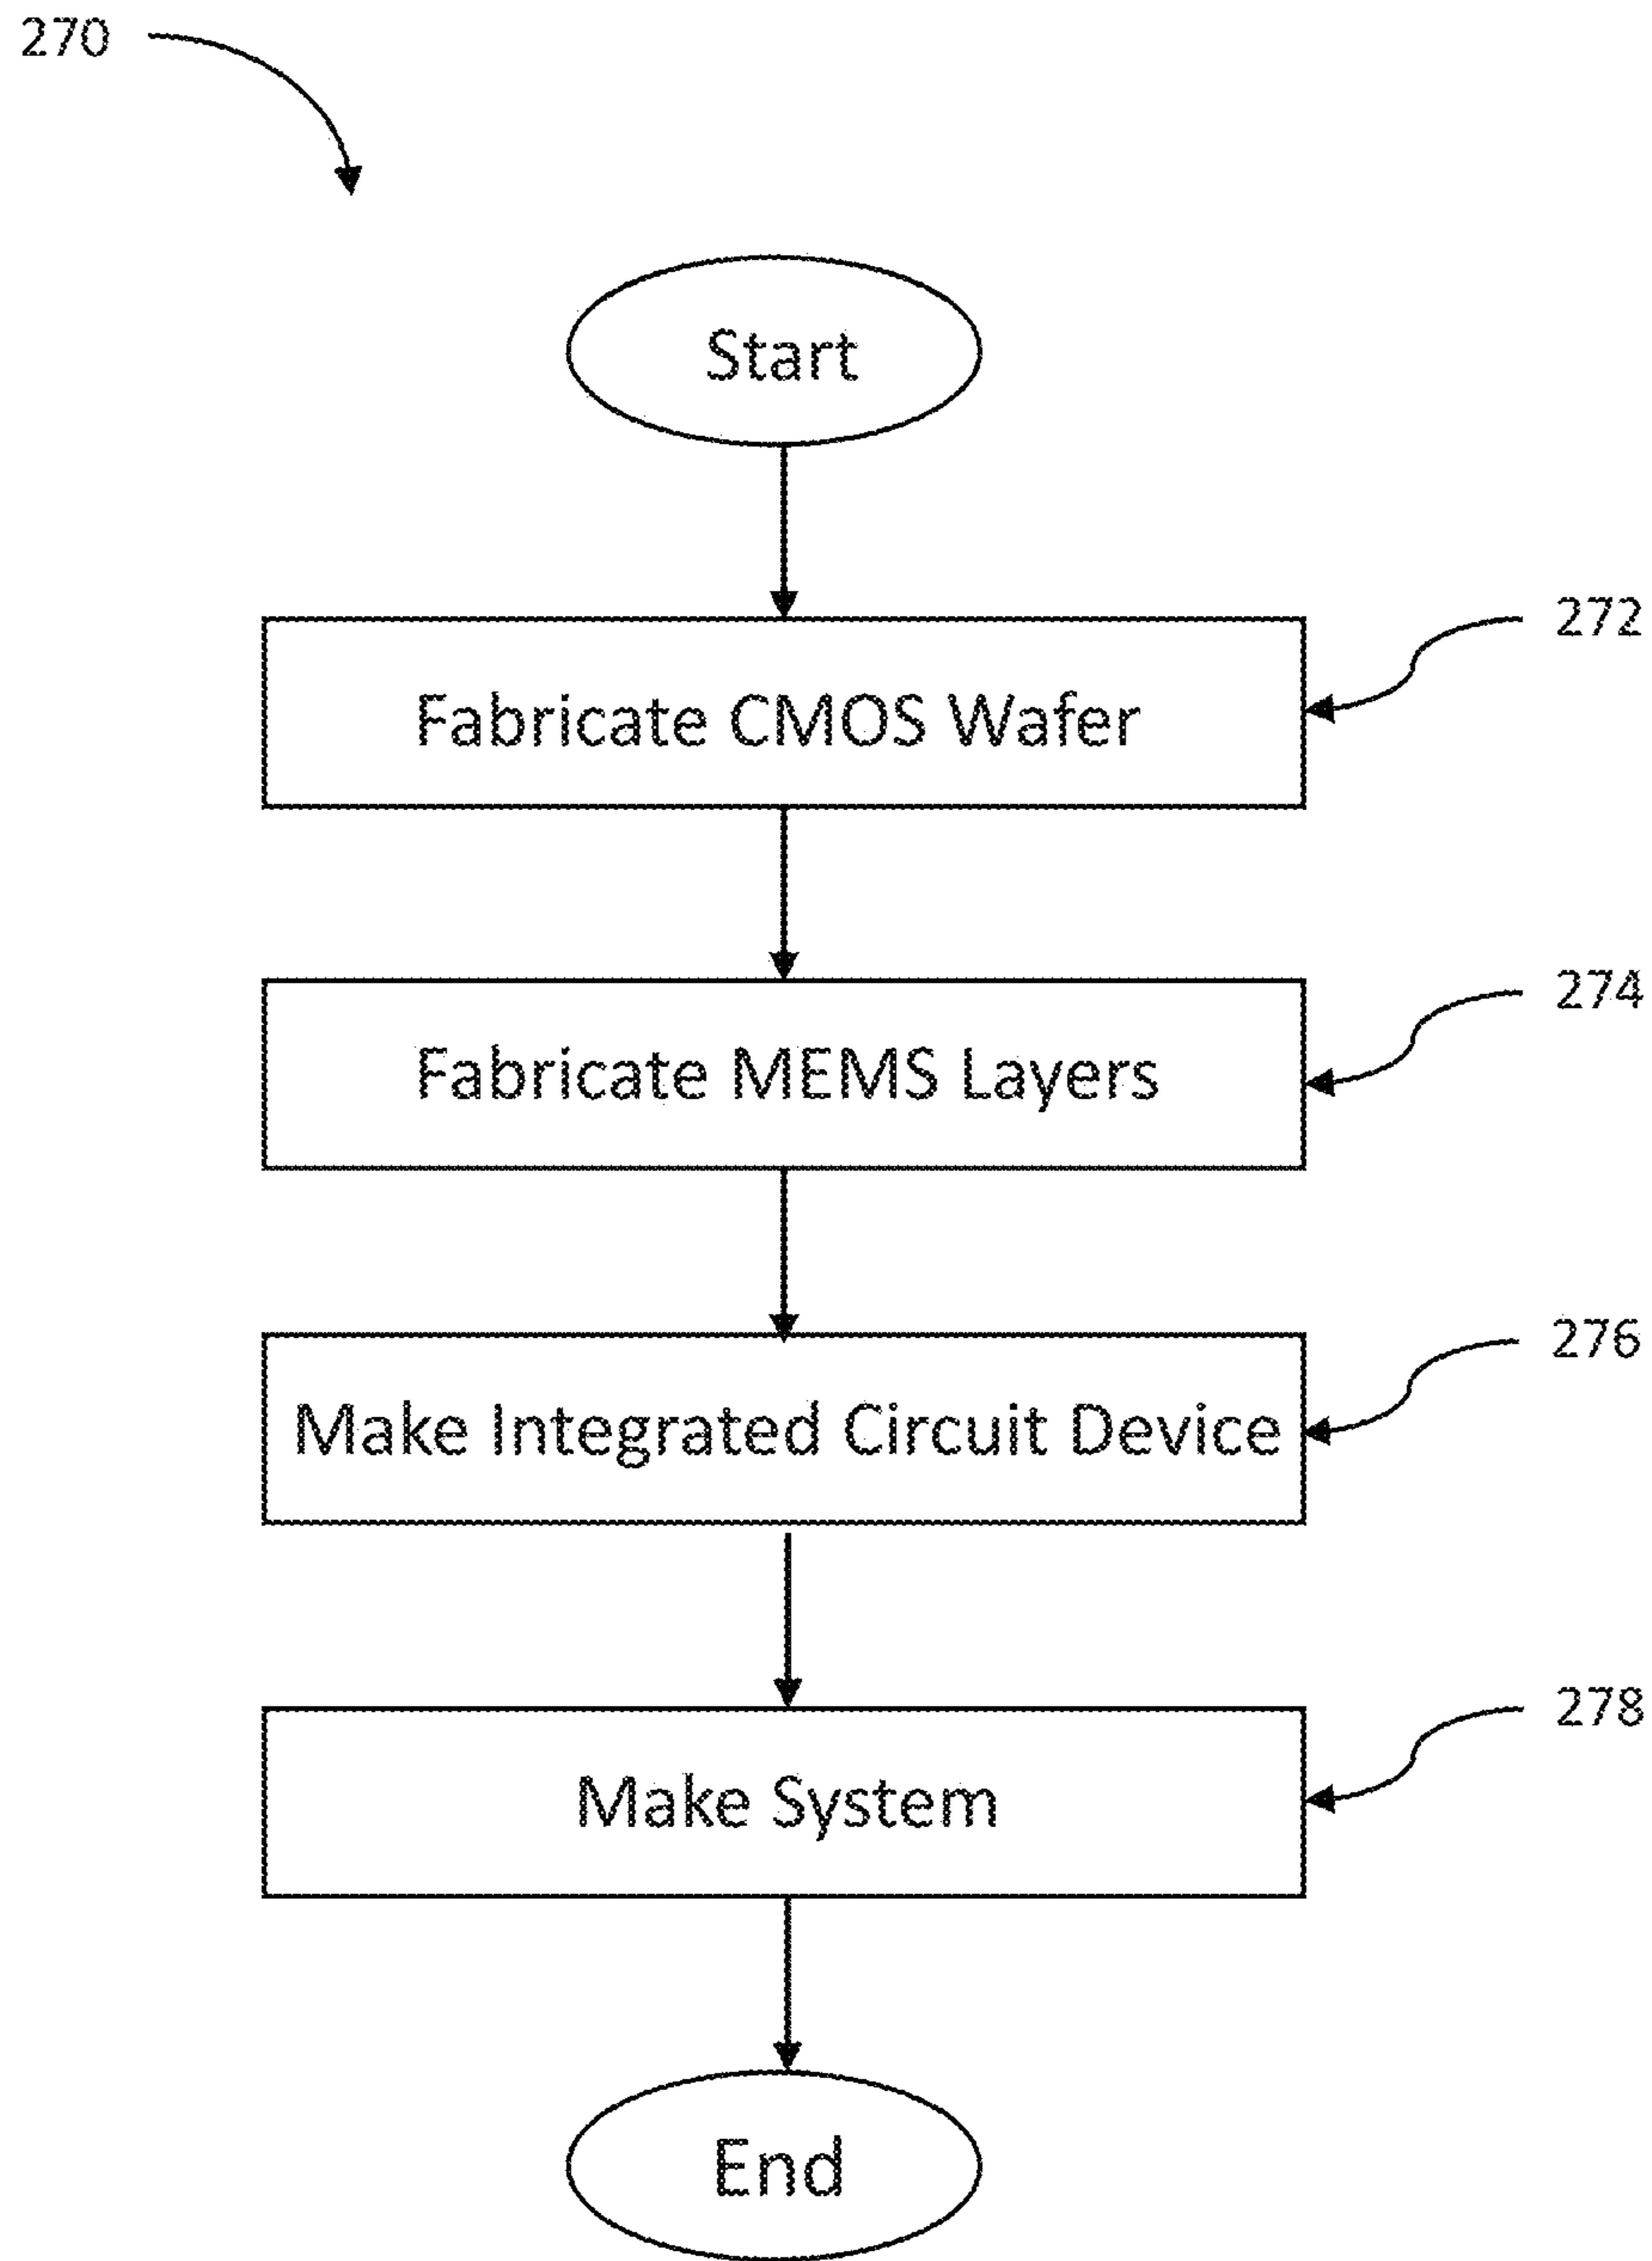 270
Start
272
Fabricate CMOS Wafer
274
Fabricate MEMS Layers
276
Make Integrated Circuit Device
278
Make System
End